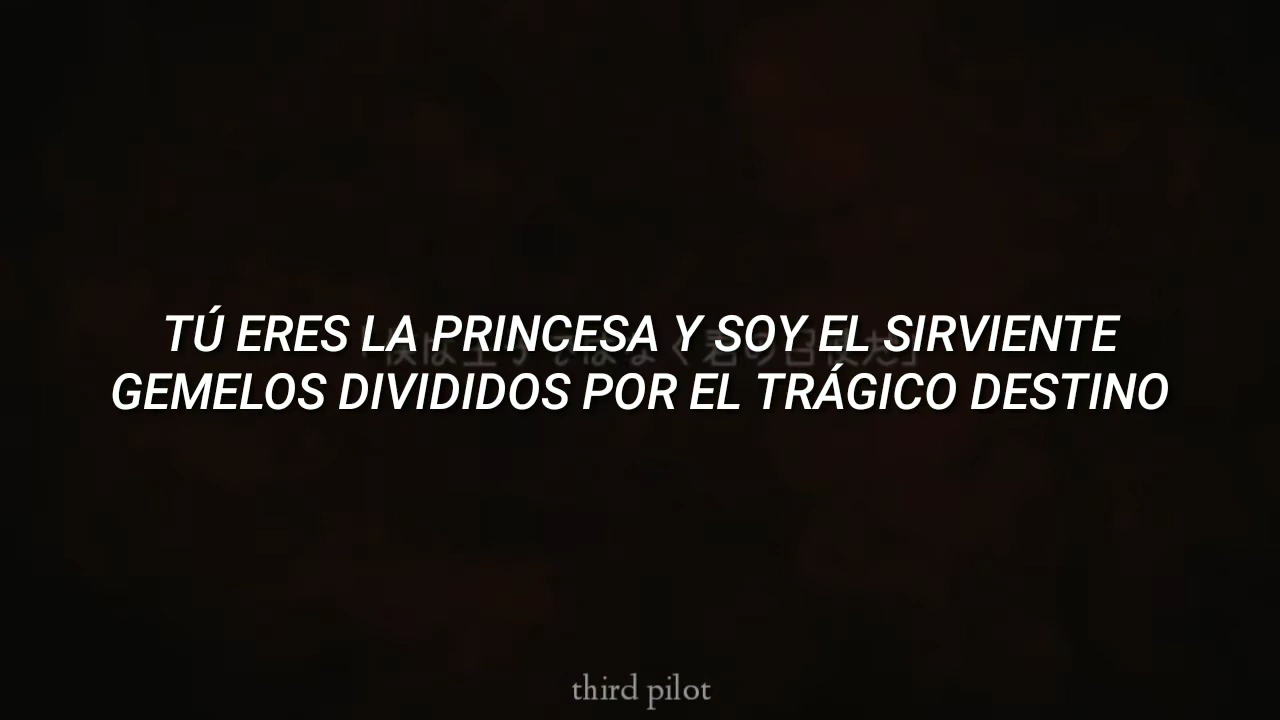 TÚ ERES LA PRINCESA Y SOY EL SIRVIENTE
GEMELOS DIVIDIDOS POR EL TRÁGICO DESTINO
third pilot